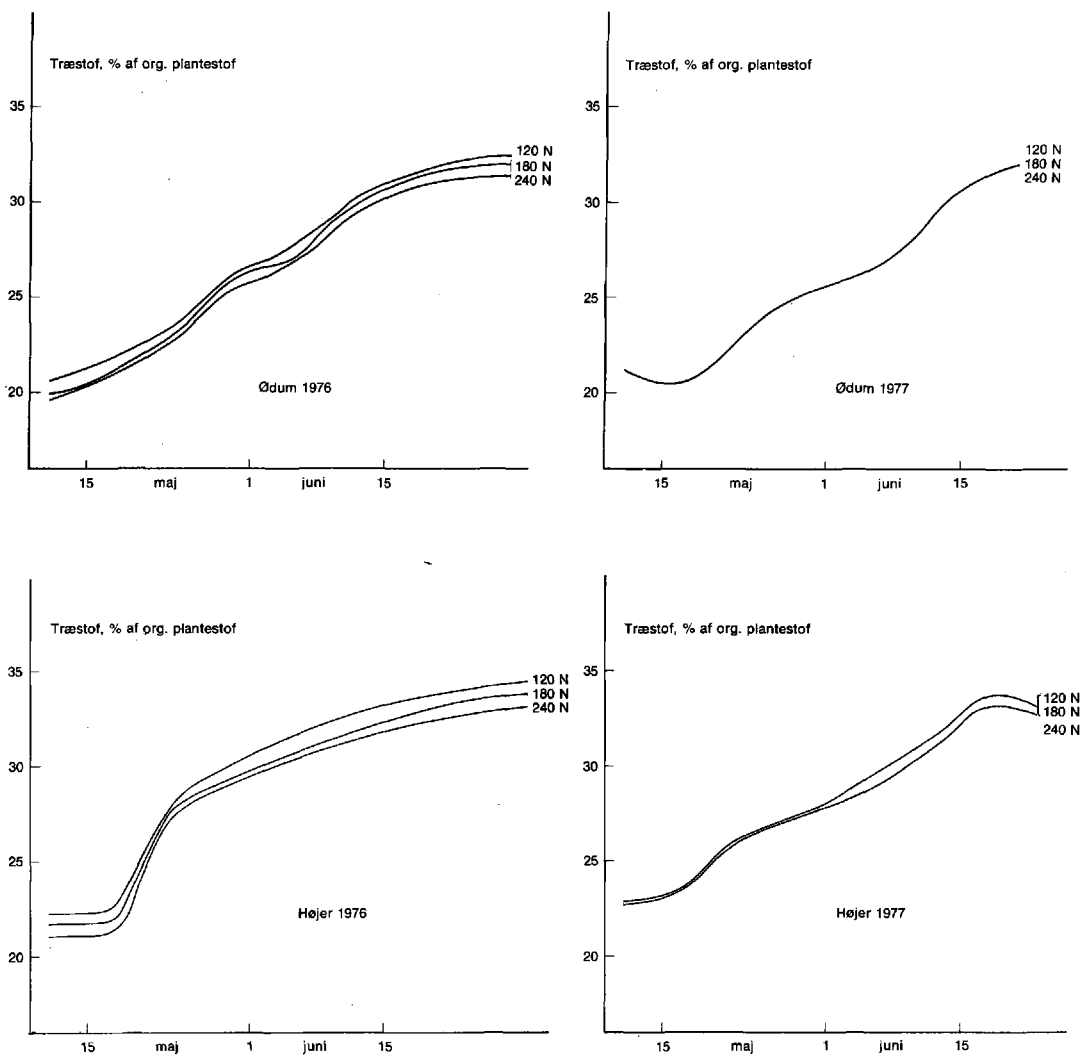 Træstof, % af org. plantestof
35
30
25
20
120 N
180 N
240 N
Ødum 1976
15 maj 1 juni 15
Træstof, % af org. plantestof
35
30
25
20
120 N
180 N
240 N
Ødum 1977
15 maj 1 juni 15
Træstof, % af org. plantestof
35
30
25
20
120 N
180 N
240 N
Højer 1976
15 maj 1 juni 15
Træstof, % af org. plantestof
35
30
25
20
120 N
180 N
240 N
Højer 1977
15 maj 1 juni 15